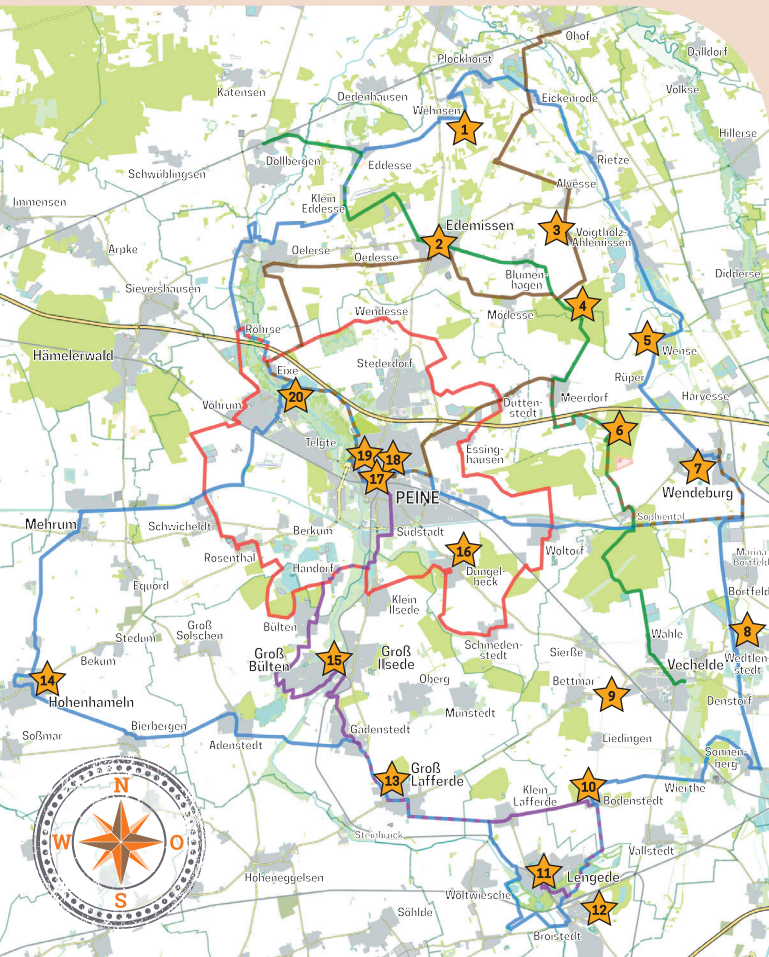 Ohof
Plockhorst
Dalldorf
Katensen
Dedenhausen
Volkse
Wehnsen
Eickenrode
1
Hillerse
Dollbergen
Eddesse
Rietze
Schwüblingsen
Alvesse
Immensen
Klein
Eddesse
Edemissen
3
2
Voigtholz-
Ahlemissen
Arpke
Oelerse
Oedesse
Blumen-
hagen
Didderse
Sievershausen
4
Wendesse
Modesse
Röhrse
5
Wense
Hämelerwald
Stederdorf
Eixe
Rüper
20
Meerdorf
Harvesse
Vöhrum
Dutten-
stedt
6
Telgte
Essing-
hausen
19
18
7
17
Wendeburg
PEINE
Mehrum
Schwicheldt
Sophiental
Berkum
Südstadt
16
Woltorf
Rosenthal
Handorf
Dungel-
beck
Equord
Klein
Ilsede
Bortfeld
Groß
Solschen
Bülten
Stedum
Schmeden-
stedt
Wahle
8
Groß
Bülten
15
Groß
Ilsede
Sierße
Bekum
Vechelde
Wedtlen-
stedt
14
Oberg
Bettmar
9
Hohenhameln
Münstedt
Denstorf
Bierbergen
Soßmar
Gadenstedt
Adenstedt
Liedingen
Sonnen-
berg
13
Groß
Lafferde
10
Wierthe
N
Klein
Lafferde
Bodenstedt
W
O
Steinbrück
Vallstedt
S
Hoheneggelsen
11
Lengede
Woltwiesche
12
Söhlde
Broistedt